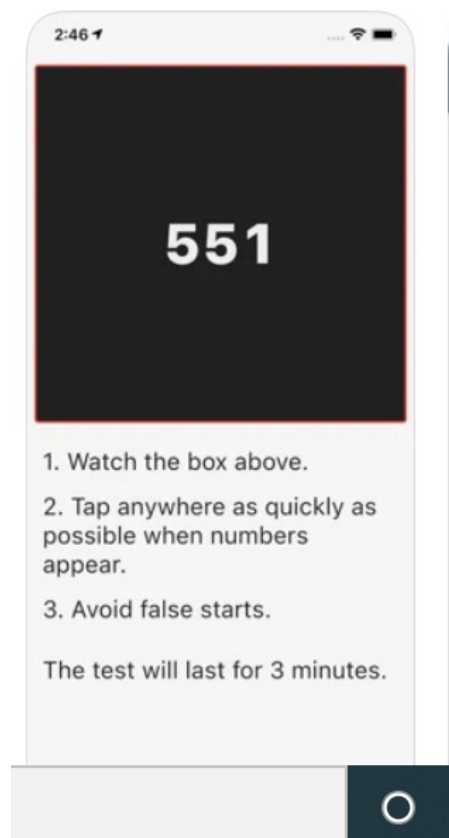 2:46
551
1. Watch the box above.
2. Tap anywhere as quickly as
possible when numbers
appear.
3. Avoid false starts.
The test will last for 3 minutes.